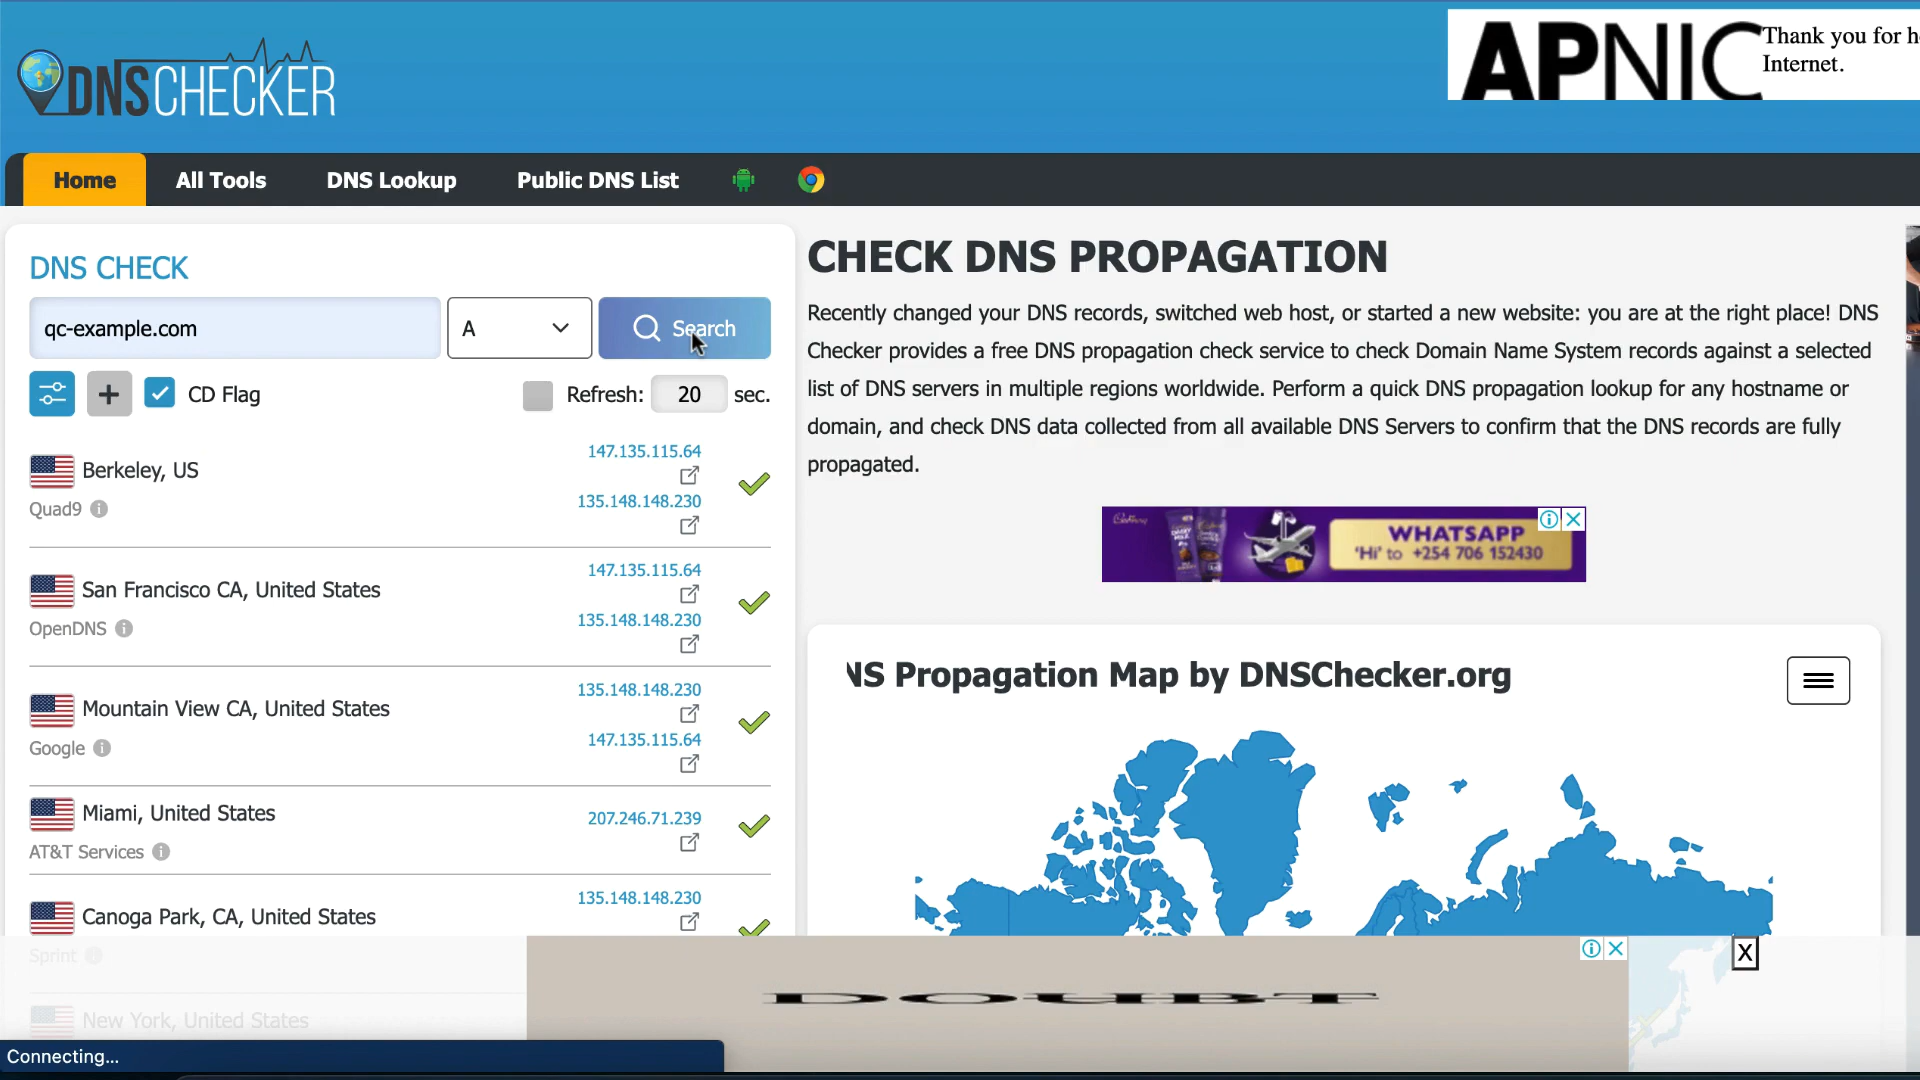 DNSCHECKER
APNIC
Thank you for h
Internet.
Home
All Tools
DNS Lookup
Public DNS List
DNS CHECK
qc-example.com
A
Search
CD Flag
Refresh:
20
sec.
Berkeley, US
Quad9
147.135.115.64
135.148.148.230
San Francisco CA, United States
OpenDNS
147.135.115.64
135.148.148.230
Mountain View CA, United States
Google
135.148.148.230
147.135.115.64
Miami, United States
AT&T Services
207.246.71.239
Canoga Park, CA, United States
Sprint
135.148.148.230
New York, United States
Connecting...
CHECK DNS PROPAGATION
Recently changed your DNS records, switched web host, or started a new website: you are at the right place! DNS
Checker provides a free DNS propagation check service to check Domain Name System records against a selected
list of DNS servers in multiple regions worldwide. Perform a quick DNS propagation lookup for any hostname or
domain, and check DNS data collected from all available DNS Servers to confirm that the DNS records are fully
propagated.
Cadbury
DAIRY
MILK
WHATSAPP
'Hi' to +254 706 152430
NS Propagation Map by DNSChecker.org
X
DOUBT